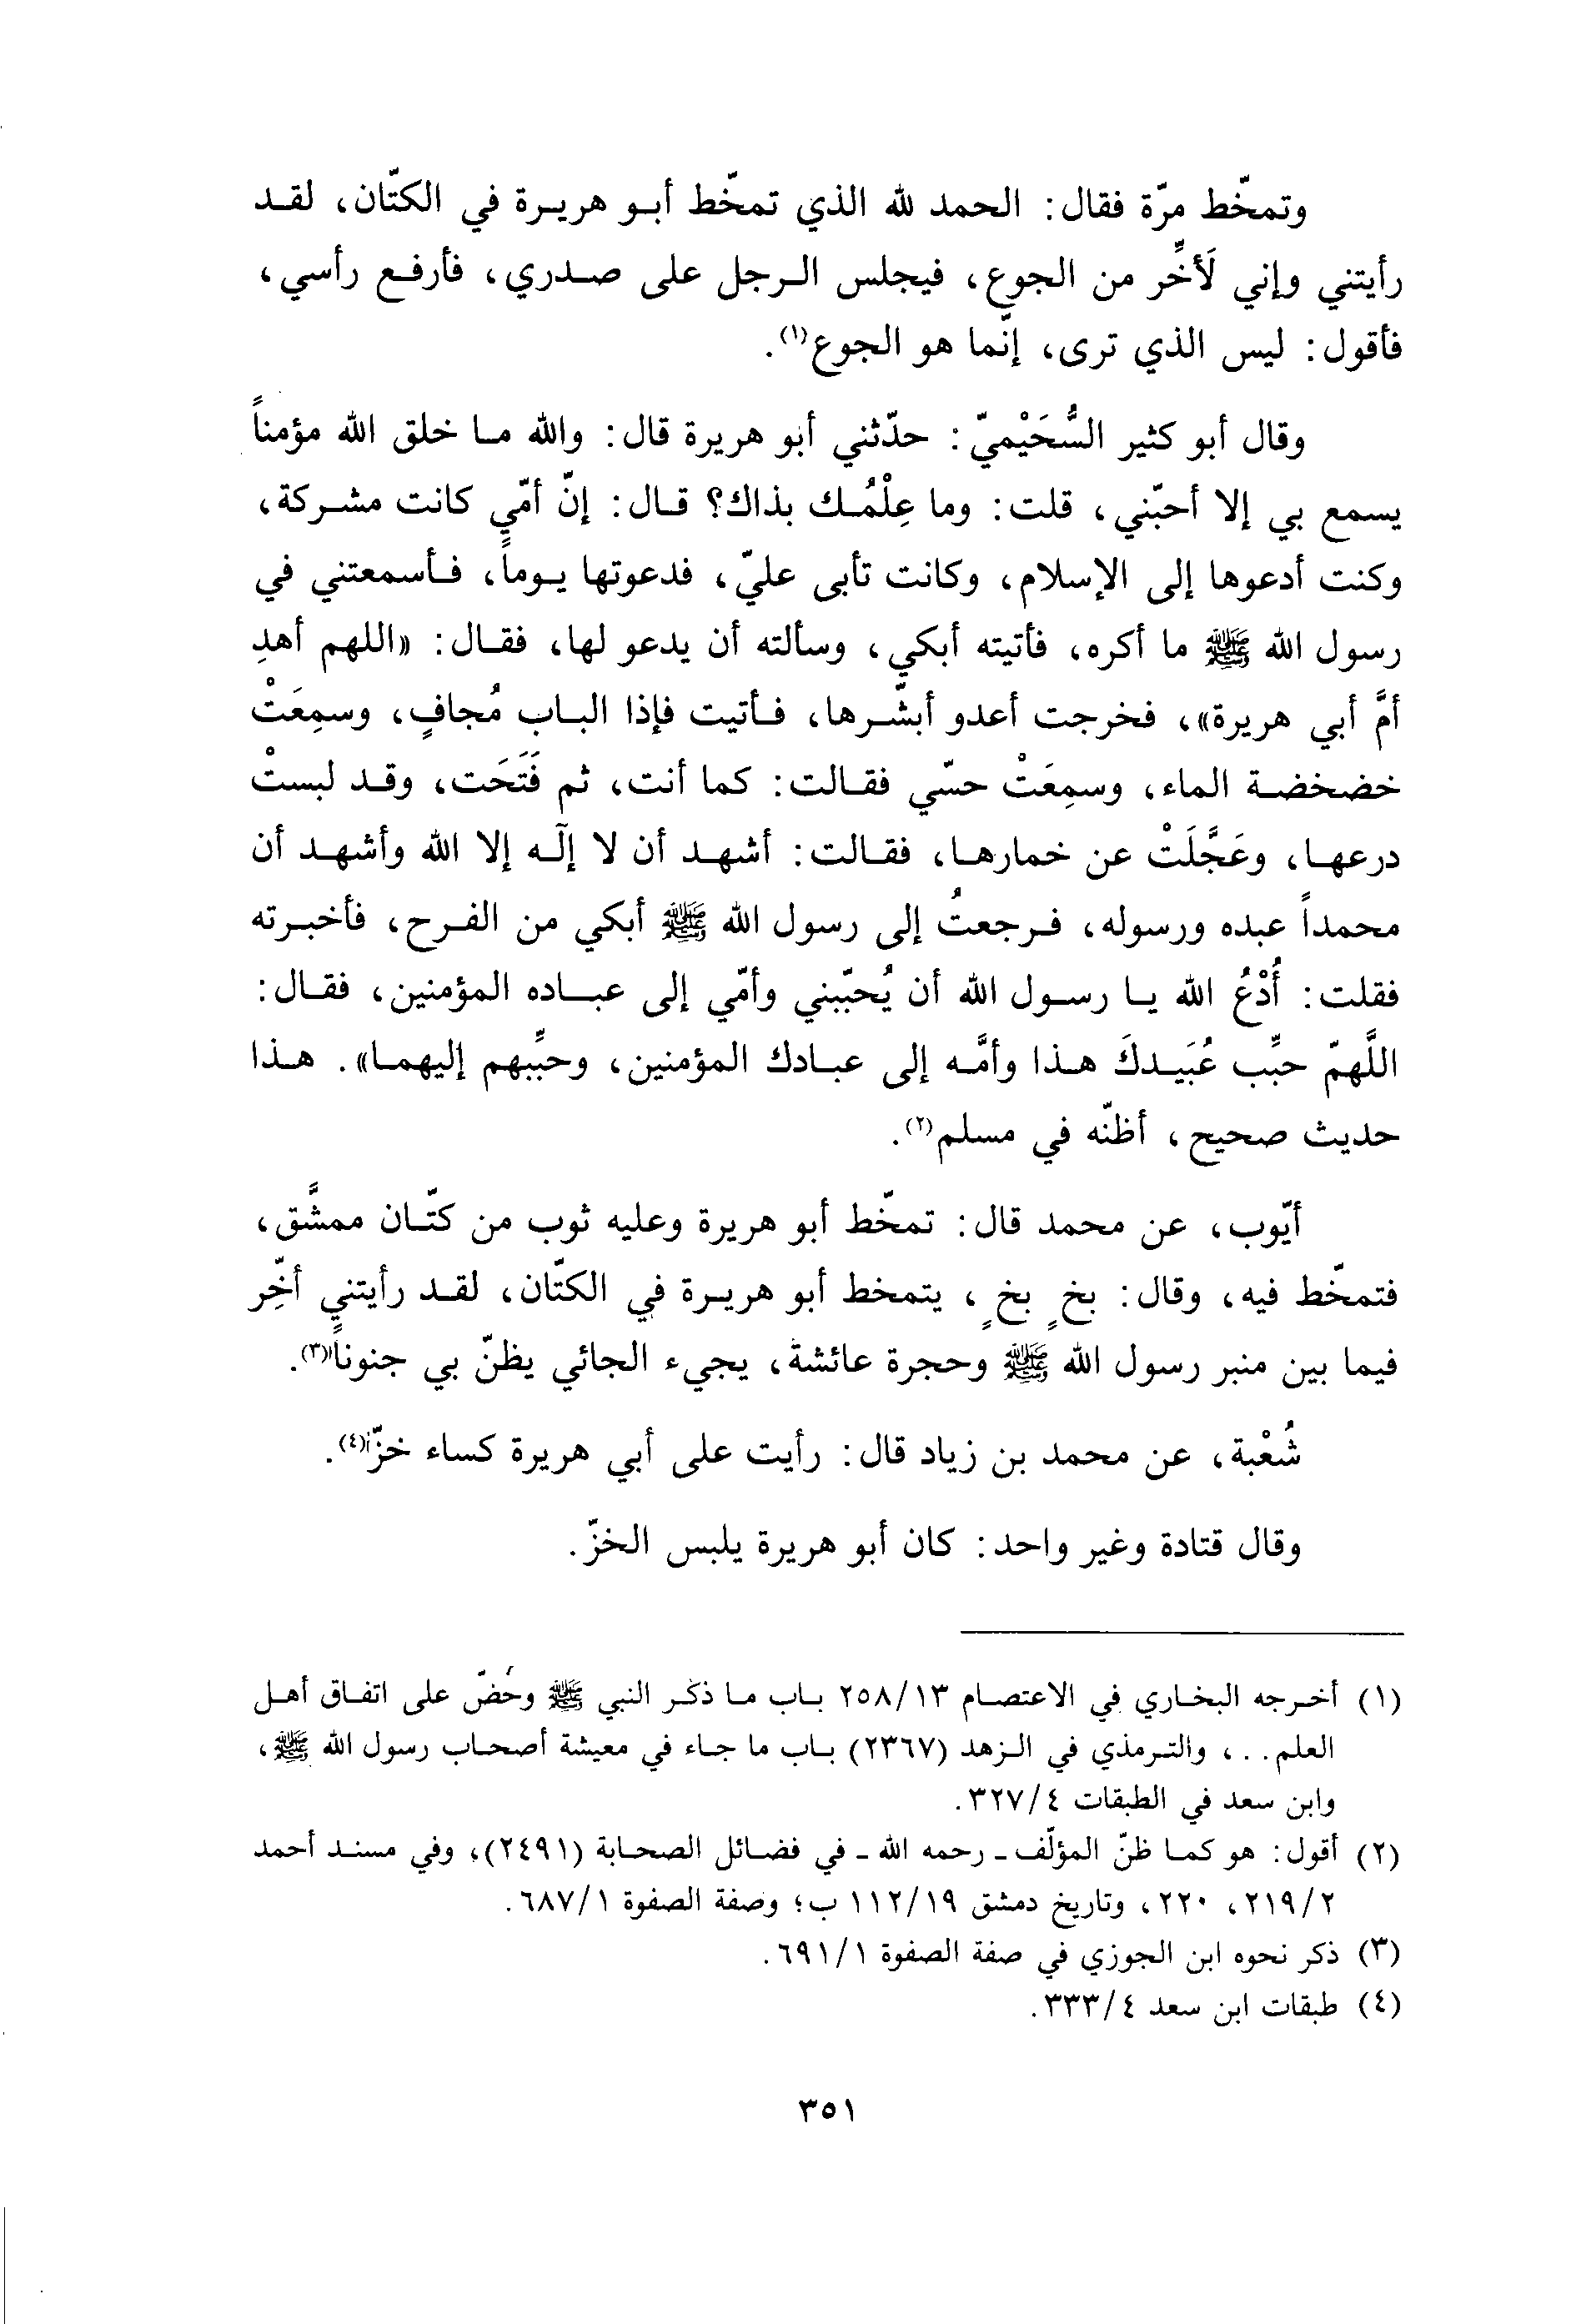 وتمخّط مرّة فقال: الحمد لله الذي تمخّط أبو هريرة في الكتّان، لقد
رأيتني وإني لَأخِّر من الجوع، فيجلس الرجل على صدري، فأرفع رأسي،
فأقول: ليس الذي ترى، إنّما هو الجوع(١).
وقال أبو كثير السُّحَيْميّ: حدّثني أبو هريرة قال: والله ما خلق الله مؤمناً
يسمع بي إلا أحبّني، قلت: وما عِلْمُك بذاك؟ قال: إنّ أمّي كانت مشركة،
وكنت أدعوها إلى الإسلام، وكانت تأبى عليّ، فدعوتها يوماً، فأسمعتني في
رسول الله ﷺ ما أكره، فأتيته أبكي، وسألته أن يدعو لها، فقال: «اللهم أهدِ
أمَّ أبي هريرة»، فخرجت أعدو أبشّرها، فأتيت فإذا الباب مُجافٍ، وسمِعَتْ
خضخضة الماء، وسمِعَتْ حسّي فقالت: كما أنت، ثم فَتَحَت، وقد لبستْ
درعها، وعَجَّلَتْ عن خمارها، فقالت: أشهد أن لا إلٓه إلا الله وأشهد أن
محمداً عبده ورسوله، فرجعتُ إلى رسول الله ﷺ أبكي من الفرح، فأخبرته
فقلت: أُدْعُ الله يا رسول الله أن يُحبّبني وأمّي إلى عباده المؤمنين، فقال:
اللَّهمّ حبِّب عُبَيدكَ هذا وأمَّه إلى عبادك المؤمنين، وحبِّبهم إليهما». هذا
حديث صحيح، أظنّه في مسلم(٢).
أيّوب، عن محمد قال: تمخّط أبو هريرة وعليه ثوب من كتّان ممشَّق،
فتمخّط فيه، وقال: بخٍ بخٍ، يتمخط أبو هريرة في الكتّان، لقد رأيتني أخِّر
فيما بين منبر رسول الله ﷺ وحجرة عائشة، يجيء الجائي يظنّ بي جنوناً(٣).
شُعْبة، عن محمد بن زياد قال: رأيت على أبي هريرة كساء خزّ(٤).
وقال قتادة وغير واحد: كان أبو هريرة يلبس الخزّ.
(١) أخرجه البخاري في الاعتصام ٢٥٨/١٣ باب ما ذكر النبي ﷺ وحُضّ على اتفاق أهل
العلم. . ، والترمذي في الزهد (٢٣٦٧) باب ما جاء في معيشة أصحاب رسول الله ﷺ،
وابن سعد في الطبقات ٣٢٧/٤.
(٢) أقول: هو كما ظنّ المؤلّف ـ رحمه الله ـ في فضائل الصحابة (٢٤٩١)، وفي مسند أحمد
٢١٩/٢، ٢٢٠، وتاريخ دمشق ١١٢/١٩ ب؛ وصفة الصفوة ٦٨٧/١.
(٣) ذكر نحوه ابن الجوزي في صفة الصفوة ٦٩١/١.
(٤) طبقات ابن سعد ٣٣٣/٤.
٣٥١